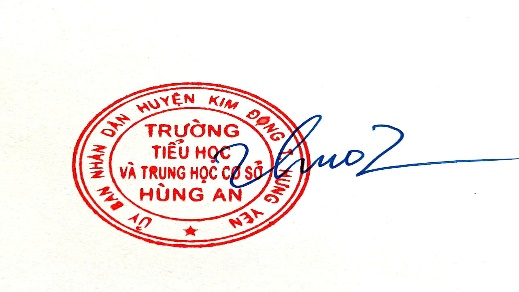 ỦY BAN NHÂN DÂN HUYỆN KIM ĐỘNG HƯNG YÊN
TRƯỜNG
TIỂU HỌC
VÀ TRUNG HỌC CƠ SỞ
HÙNG AN